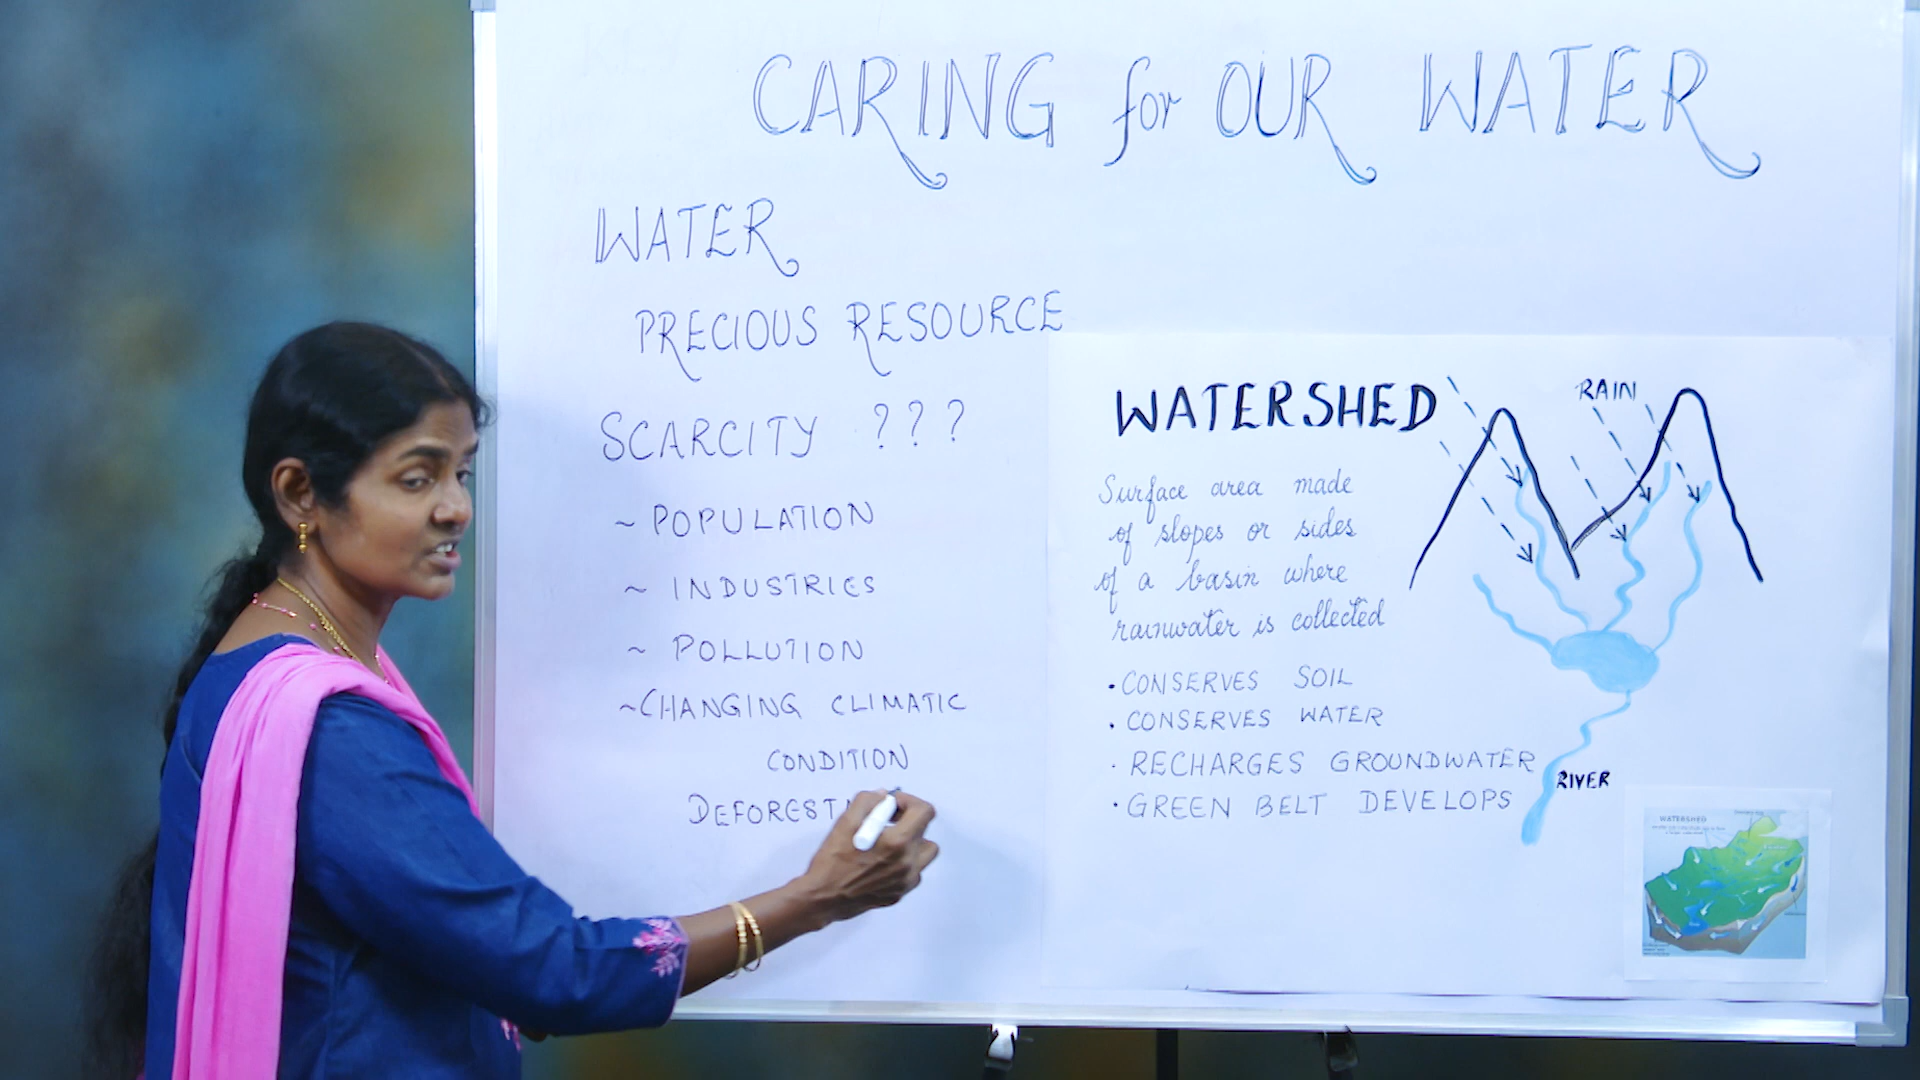 CARING for OUR WATER
WATER
PRECIOUS RESOURCE
SCARCITY ???
~ POPULATION
~ INDUSTRIES
~ POLLUTION
~CHANGING CLIMATIC
CONDITION
DEFOREST
WATERSHED
Surface area made
of slopes or sides
of a basin where
rainwater is collected
• CONSERVES SOIL
• CONSERVES WATER
• RECHARGES GROUNDWATER
• GREEN BELT DEVELOPS
RAIN
RIVER
WATERSHED